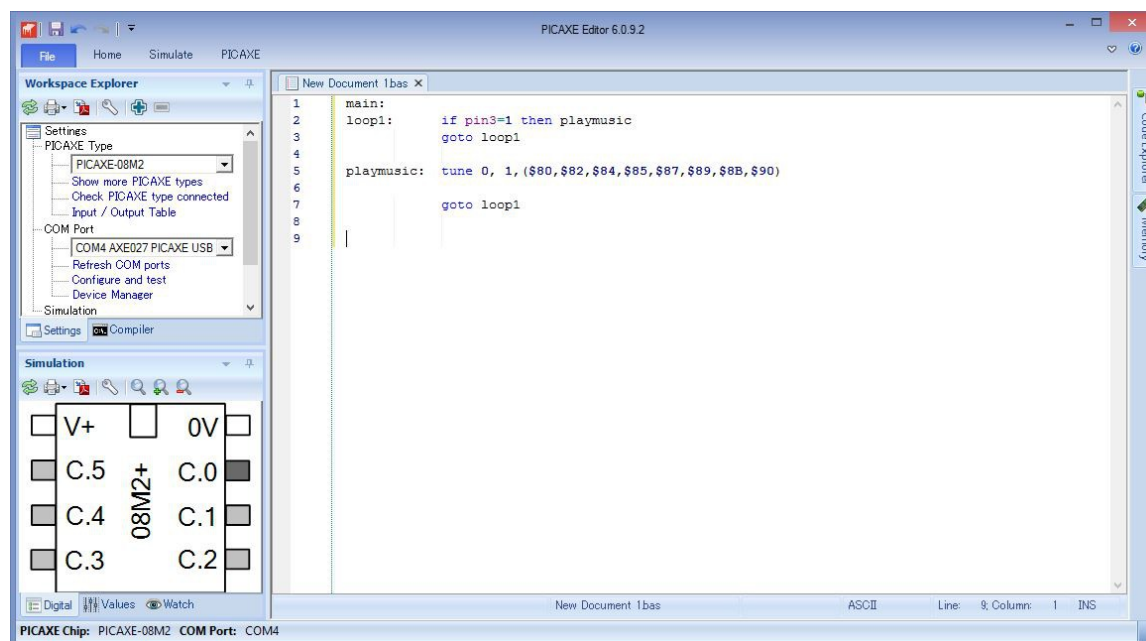 PICAXE Editor 6.0.9.2
File Home Simulate PICAXE
Workspace Explorer
Settings
PICAXE Type
PICAXE-08M2
Show more PICAXE types
Check PICAXE type connected
Input / Output Table
COM Port
COM4 AXE027 PICAXE USB
Refresh COM ports
Configure and test
Device Manager
Simulation
Settings Compiler
Simulation
V+ 0V
C.5 C.0
08M2+
C.4 C.1
C.3 C.2
Digital Values Watch
New Document 1.bas
1 main:
2 loop1: if pin3=1 then playmusic
3 goto loop1
4
5 playmusic: tune 0, 1,($80,$82,$84,$85,$87,$89,$8B,$90)
6
7 goto loop1
8
9
Code Explorer
Memory
New Document 1.bas ASCII Line: 9; Column: 1 INS
PICAXE Chip: PICAXE-08M2 COM Port: COM4